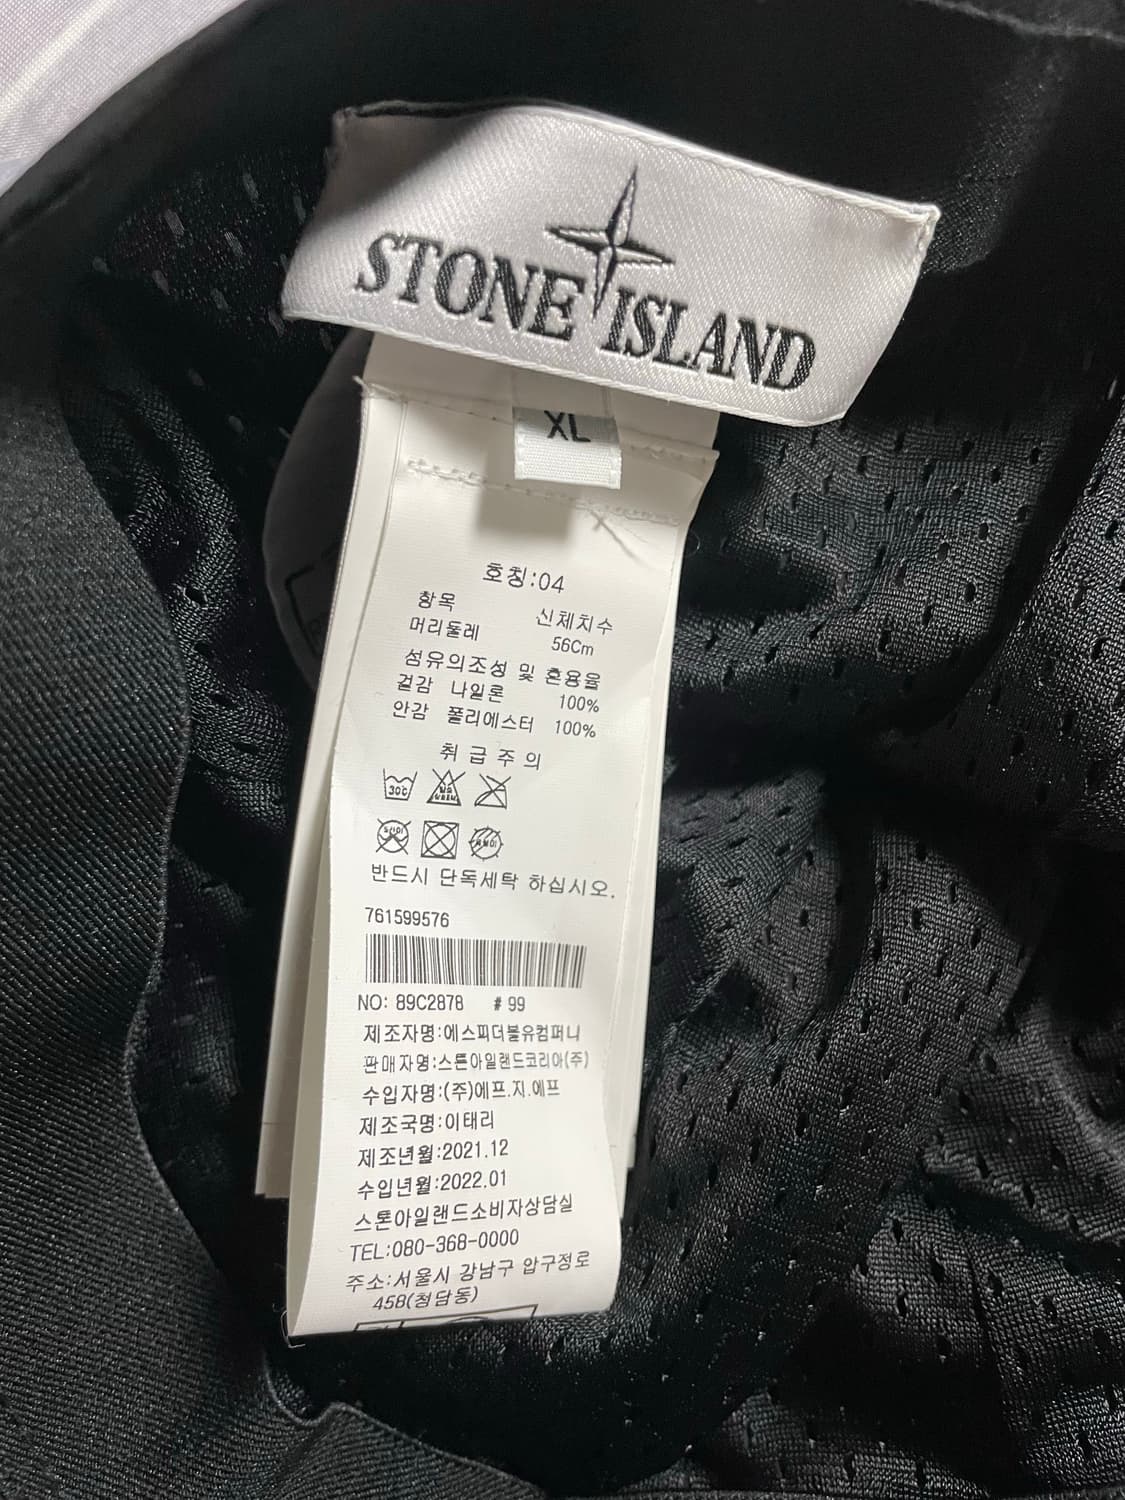 STONE ISLAND
XL
호칭:04
항목 신체치수
머리둘레 56Cm
섬유의조성 및 혼용율
겉감 나일론 100%
안감 폴리에스터 100%
취급주의
30℃
반드시 단독세탁 하십시오.
761599576
NO: 89C2878 #99
제조자명:에스피더블유컴퍼니
판매자명:스톤아일랜드코리아(주)
수입자명:(주)에프.지.에프
제조국명:이태리
제조년월:2021.12
수입년월:2022.01
스톤아일랜드소비자상담실
TEL:080-368-0000
주소:서울시 강남구 압구정로
458(청담동)